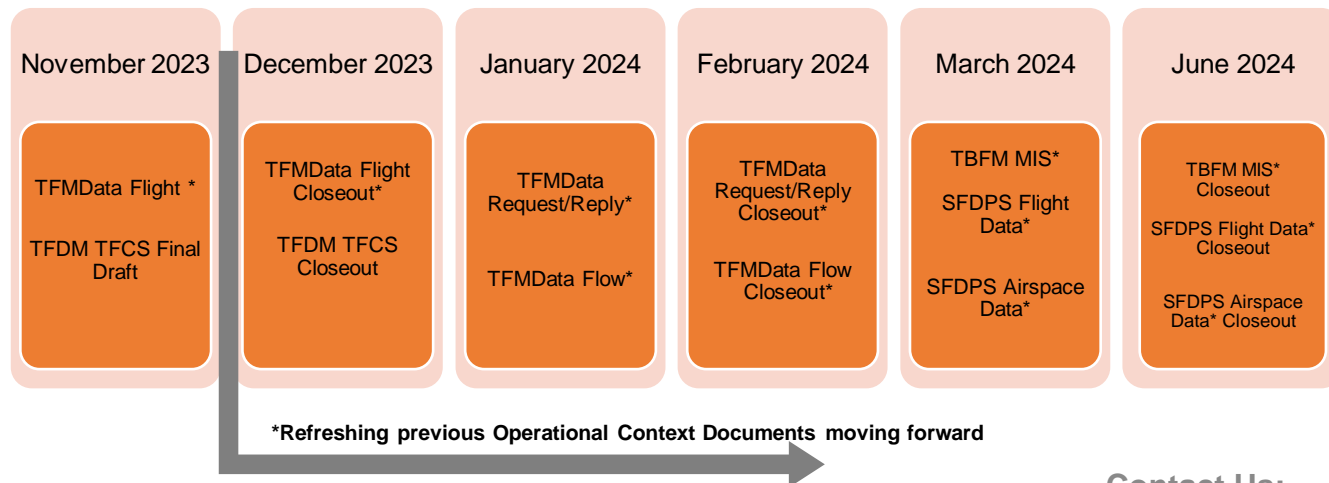 November 2023
TFMData Flight *
TFDM TFCS Final
Draft
December 2023
TFMData Flight
Closeout*
TFDM TFCS
Closeout
January 2024
TFMData
Request/Reply*
TFMData Flow*
February 2024
TFMData
Request/Reply
Closeout*
TFMData Flow
Closeout*
March 2024
TBFM MIS*
SFDPS Flight
Data*
SFDPS Airspace
Data*
June 2024
TBFM MIS*
Closeout
SFDPS Flight Data*
Closeout
SFDPS Airspace
Data* Closeout
*Refreshing previous Operational Context Documents moving forward
Contact Us: